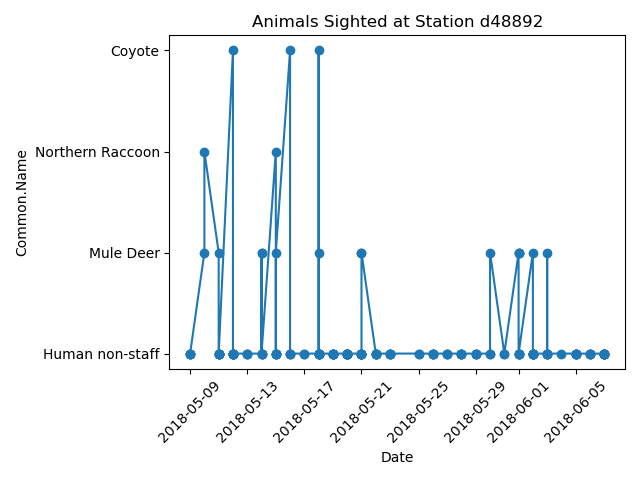 Animals Sighted at Station d48892
Coyote
Northern Raccoon
Mule Deer
Human non-staff
Common.Name
2018-05-09
2018-05-13
2018-05-17
2018-05-21
2018-05-25
2018-05-29
2018-06-01
2018-06-05
Date